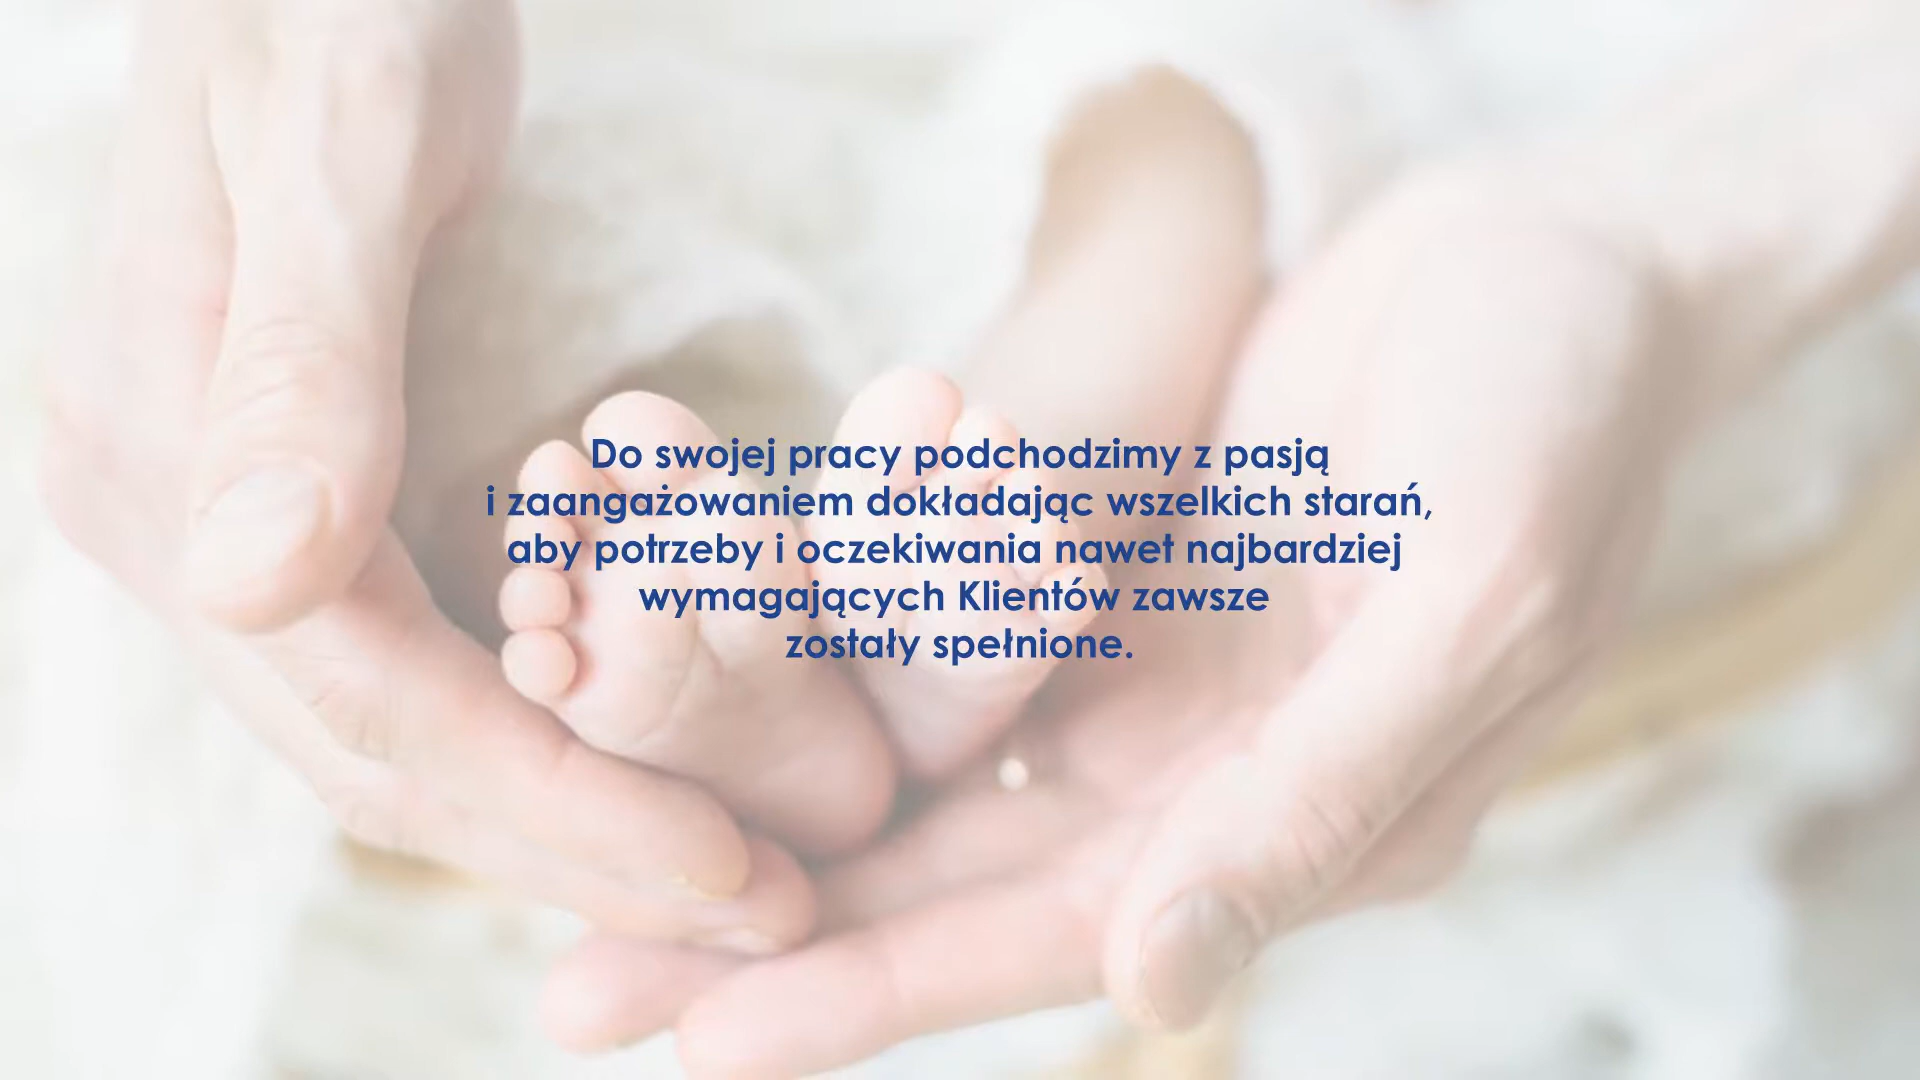 Do swojej pracy podchodzimy z pasją
i zaangażowaniem dokładając wszelkich starań,
aby potrzeby i oczekiwania nawet najbardziej
wymagających Klientów zawsze
zostały spełnione.